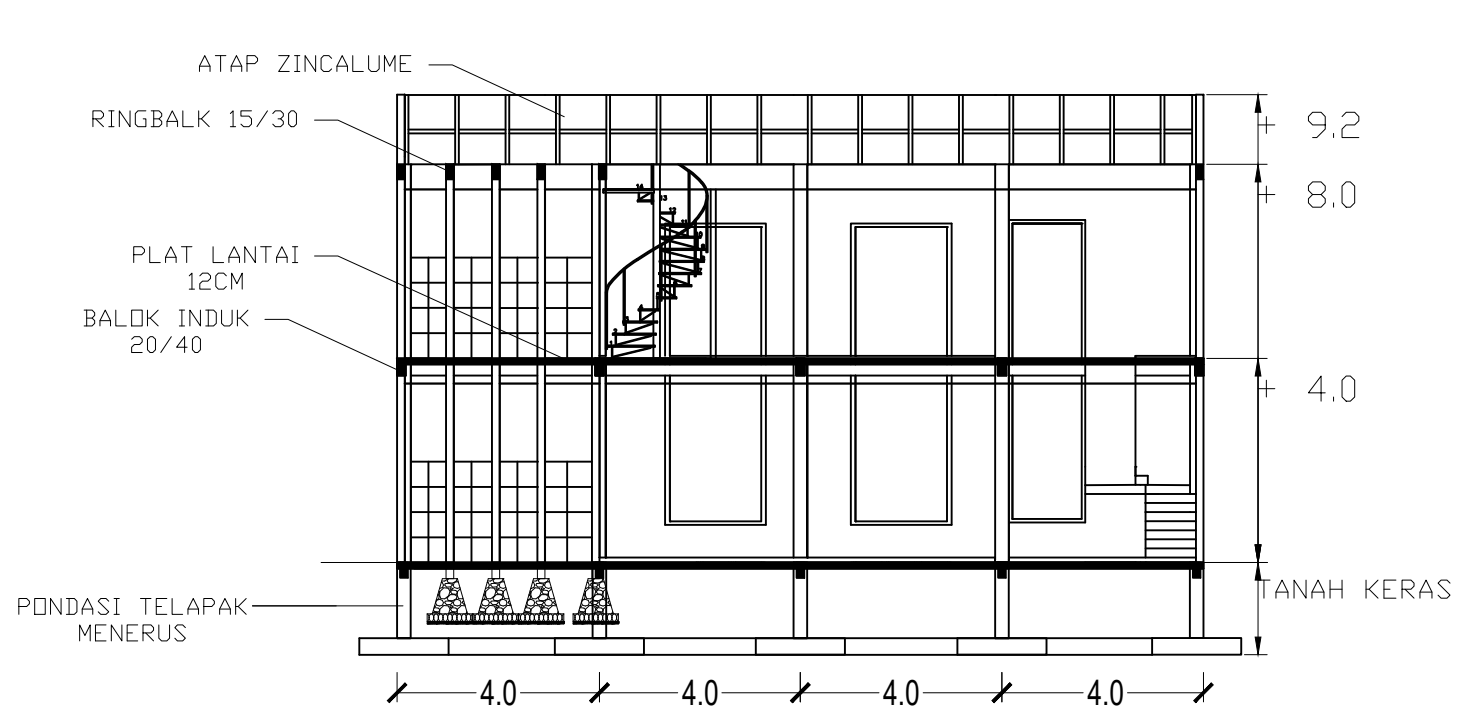 ATAP ZINCALUME
RINGBALK 15/30
+ 9.2
+ 8.0
PLAT LANTAI
12CM
BALOK INDUK
20/40
+ 4.0
TANAH KERAS
PONDASI TELAPAK
MENERUS
4.0 4.0 4.0 4.0